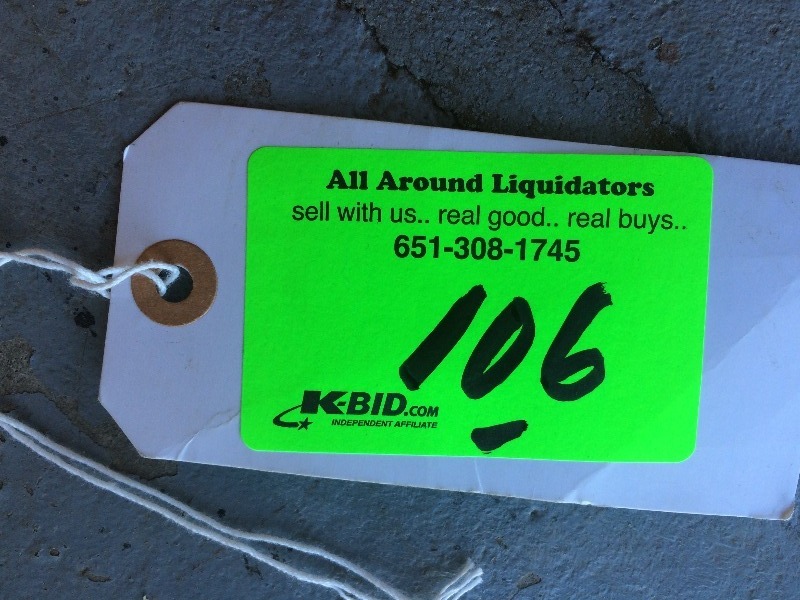 All Around Liquidators
sell with us.. real good.. real buys..
651-308-1745
106
K-BID.COM
INDEPENDENT AFFILIATE